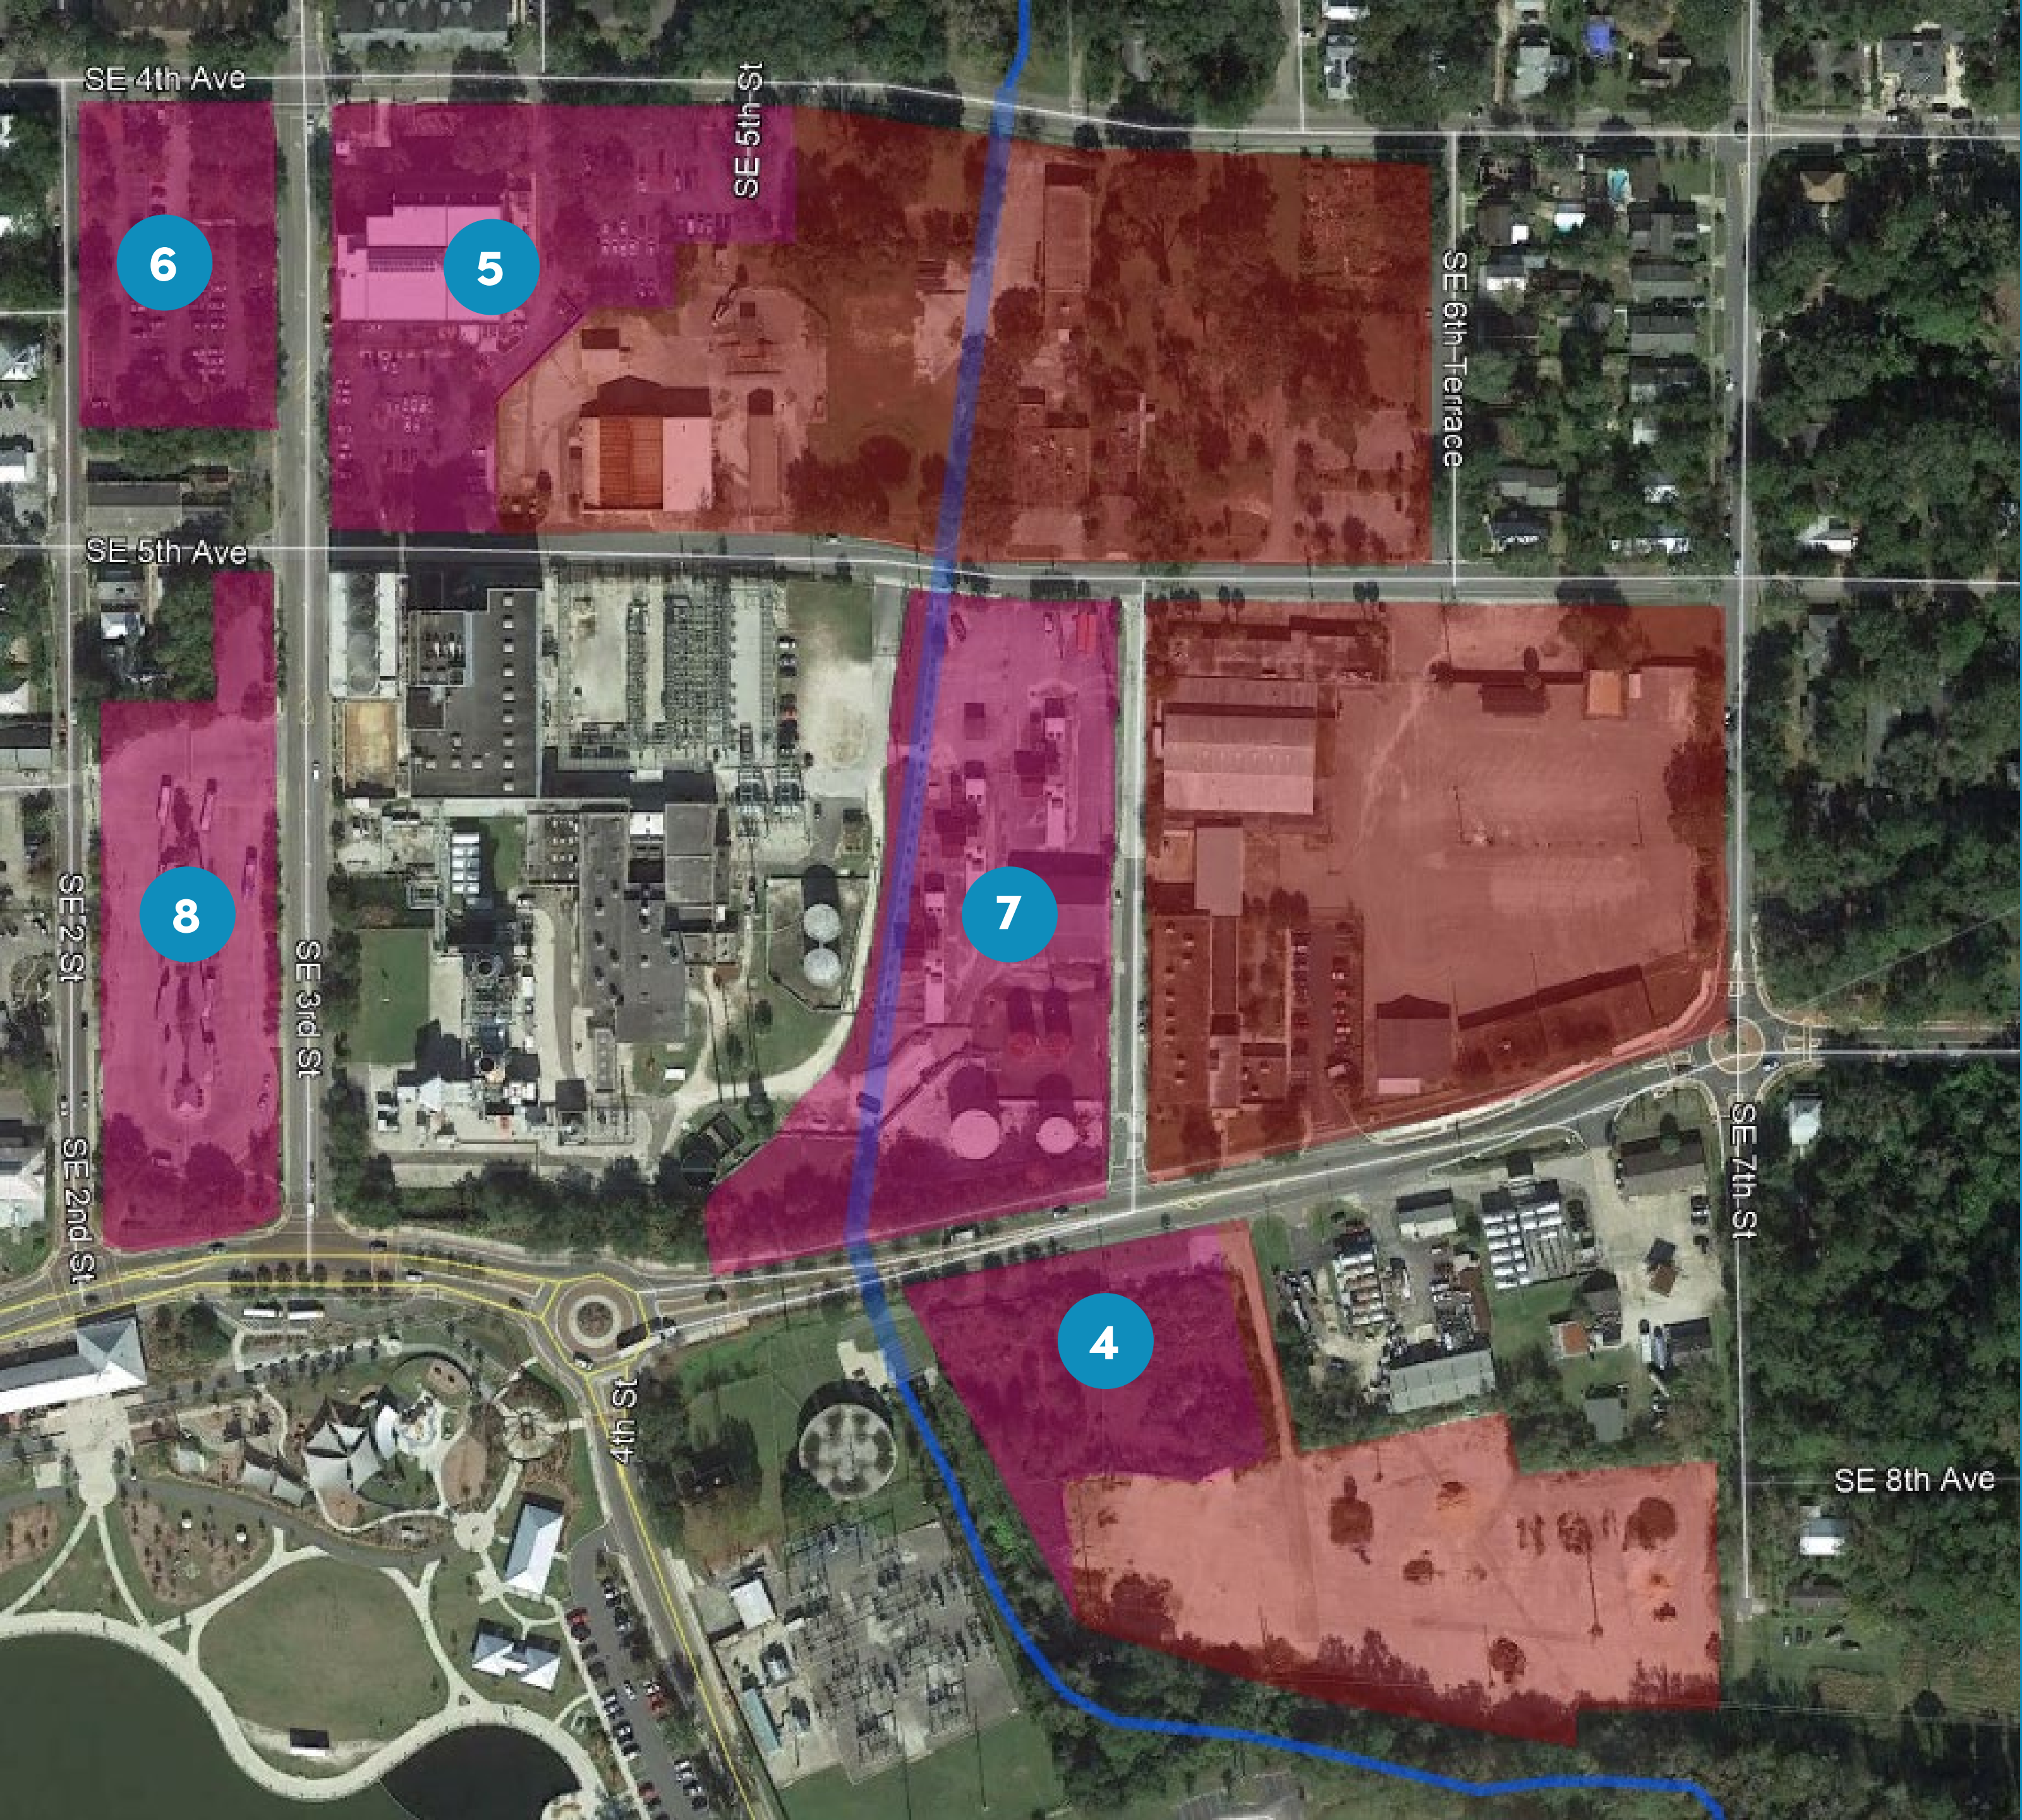 SE 4th Ave
SE 5th St
6
5
SE 6th Terrace
SE 5th Ave
8
7
SE 2 St
SE 3rd St
SE 7th St
SE 2nd St
4
4th St
SE 8th Ave